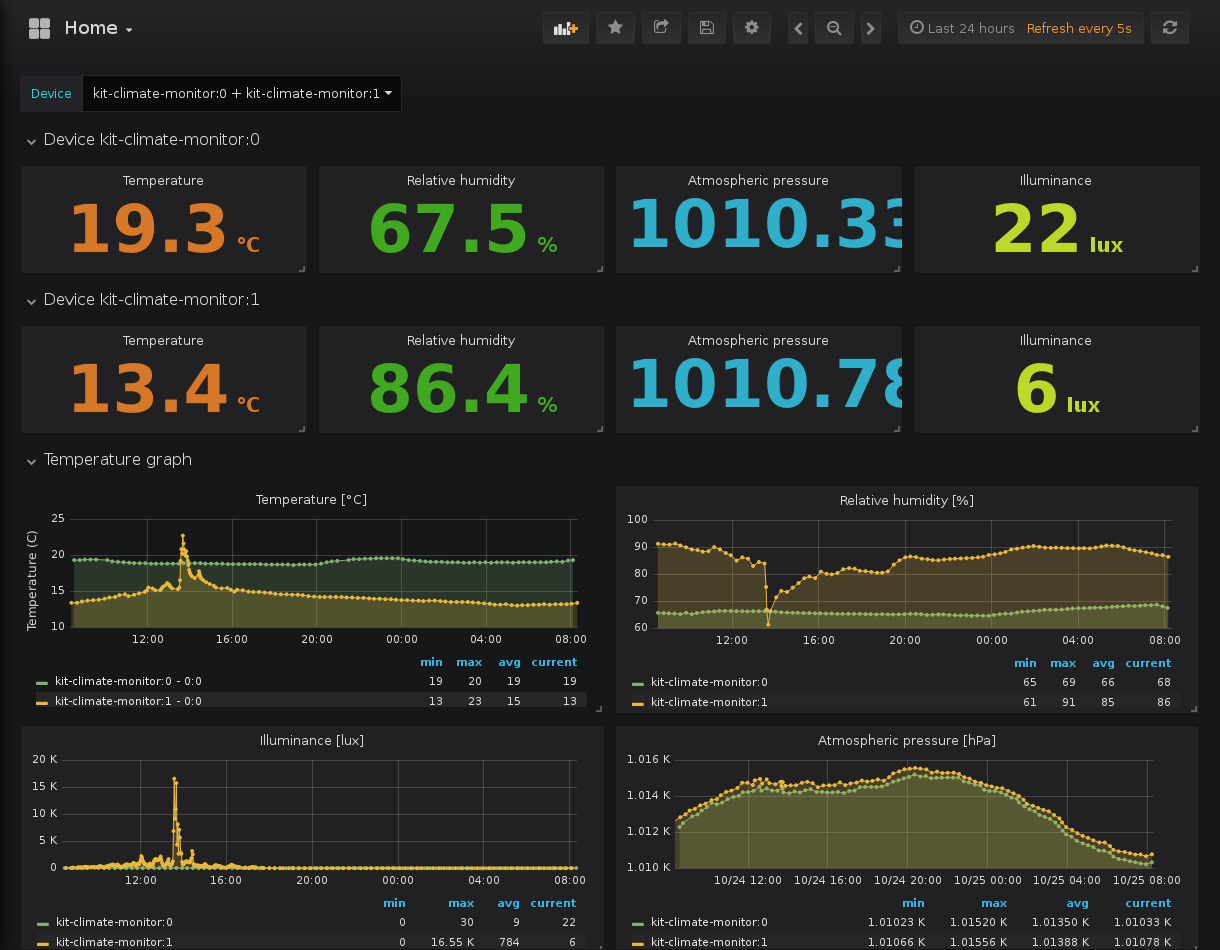 Home
Last 24 hours Refresh every 5s
Device kit-climate-monitor:0 + kit-climate-monitor:1
Device kit-climate-monitor:0
Temperature Relative humidity Atmospheric pressure Illuminance
19.3 °C 67.5 % 1010.33 22 lux
Device kit-climate-monitor:1
Temperature Relative humidity Atmospheric pressure Illuminance
13.4 °C 86.4 % 1010.78 6 lux
Temperature graph
Temperature [°C]
Temperature (C)
25
20
15
10
12:00 16:00 20:00 00:00 04:00 08:00
min max avg current
kit-climate-monitor:0 - 0:0 19 20 19 19
kit-climate-monitor:1 - 0:0 13 23 15 13
Relative humidity [%]
100
90
80
70
60
12:00 16:00 20:00 00:00 04:00 08:00
min max avg current
kit-climate-monitor:0 65 69 66 68
kit-climate-monitor:1 61 91 85 86
Illuminance [lux]
20 K
15 K
10 K
5 K
0
12:00 16:00 20:00 00:00 04:00 08:00
min max avg current
kit-climate-monitor:0 0 30 9 22
kit-climate-monitor:1 0 16.55 K 784 6
Atmospheric pressure [hPa]
1.016 K
1.014 K
1.012 K
1.010 K
10/24 12:00 10/24 16:00 10/24 20:00 10/25 00:00 10/25 04:00 10/25 08:00
min max avg current
kit-climate-monitor:0 1.01023 K 1.01520 K 1.01350 K 1.01033 K
kit-climate-monitor:1 1.01066 K 1.01556 K 1.01388 K 1.01078 K